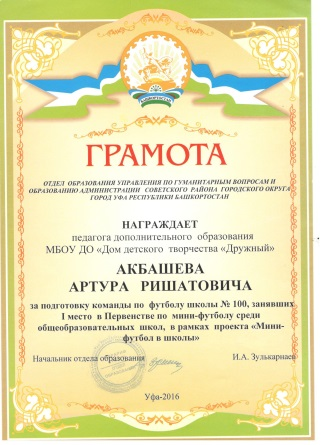 БАШКОРТОСТАН
ГРАМОТА
ОТДЕЛ ОБРАЗОВАНИЯ УПРАВЛЕНИЯ ПО ГУМАНИТАРНЫМ ВОПРОСАМ И
ОБРАЗОВАНИЮ АДМИНИСТРАЦИИ СОВЕТСКОГО РАЙОНА ГОРОДСКОГО ОКРУГА
ГОРОД УФА РЕСПУБЛИКИ БАШКОРТОСТАН
НАГРАЖДАЕТ
педагога дополнительного образования
МБОУ ДО «Дом детского творчества «Дружный»
АКБАШЕВА
АРТУРА РИШАТОВИЧА
за подготовку команды по футболу школы № 100, занявших
I место в Первенстве по мини-футболу среди
общеобразовательных школ, в рамках проекта «Мини-
футбол в школы»
Начальник отдела образования И.А. Зулькарнаев
Уфа-2016